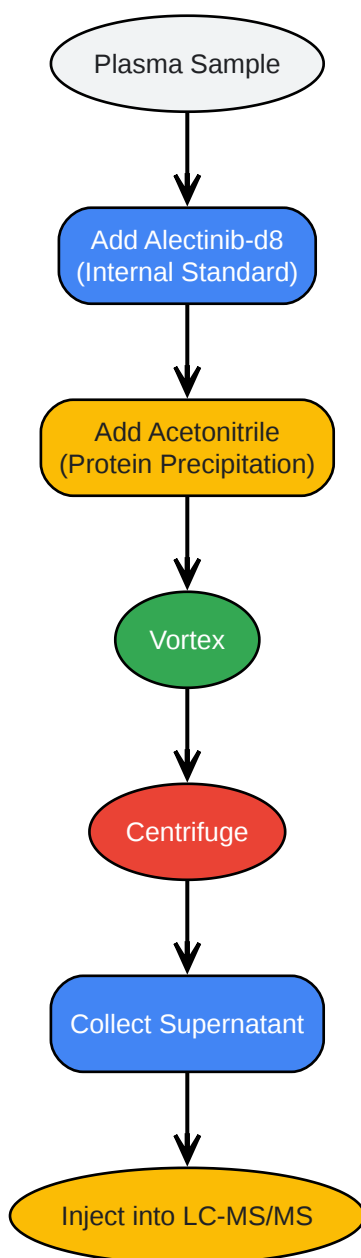 Plasma Sample
Add Alectinib-d8
(Internal Standard)
Add Acetonitrile
(Protein Precipitation)
Vortex
Centrifuge
Collect Supernatant
Inject into LC-MS/MS